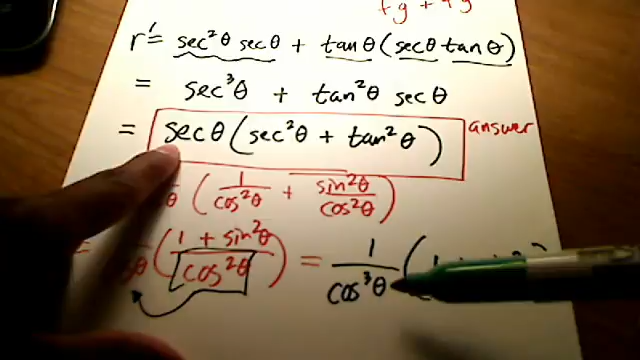 r' = sec²θ secθ + tanθ (secθ tanθ)
= sec³θ + tan²θ secθ
= secθ (sec²θ + tan²θ) answer
θ (1/cos²θ + sin²θ/cos²θ)
= θ (1 + sin²θ / cos²θ) = 1/cos³θ (